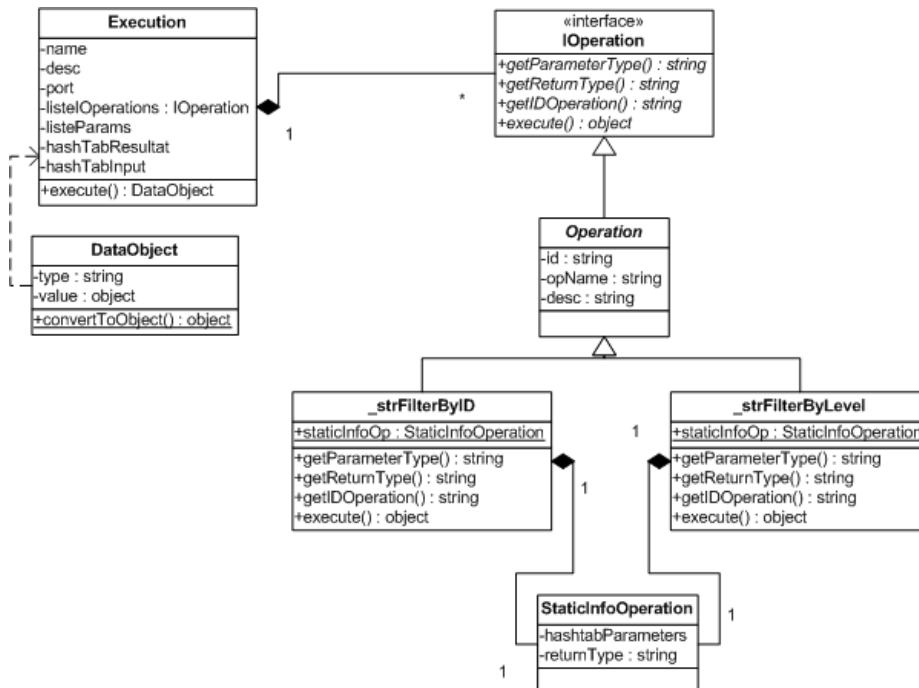 Execution
-name
-desc
-port
-listeIOperations : IOperation
-listeParams
-hashTabResultat
-hashTabInput
+execute() : DataObject
1
*
«interface»
IOperation
+getParameterType() : string
+getReturnType() : string
+getIDOperation() : string
+execute() : object
DataObject
-type : string
-value : object
+convertToObject() : object
Operation
-id : string
-opName : string
-desc : string
_strFilterByID
+staticInfoOp : StaticInfoOperation
+getParameterType() : string
+getReturnType() : string
+getIDOperation() : string
+execute() : object
1
1
_strFilterByLevel
+staticInfoOp : StaticInfoOperation
+getParameterType() : string
+getReturnType() : string
+getIDOperation() : string
+execute() : object
StaticInfoOperation
-hashtabParameters
-returnType : string
1
1